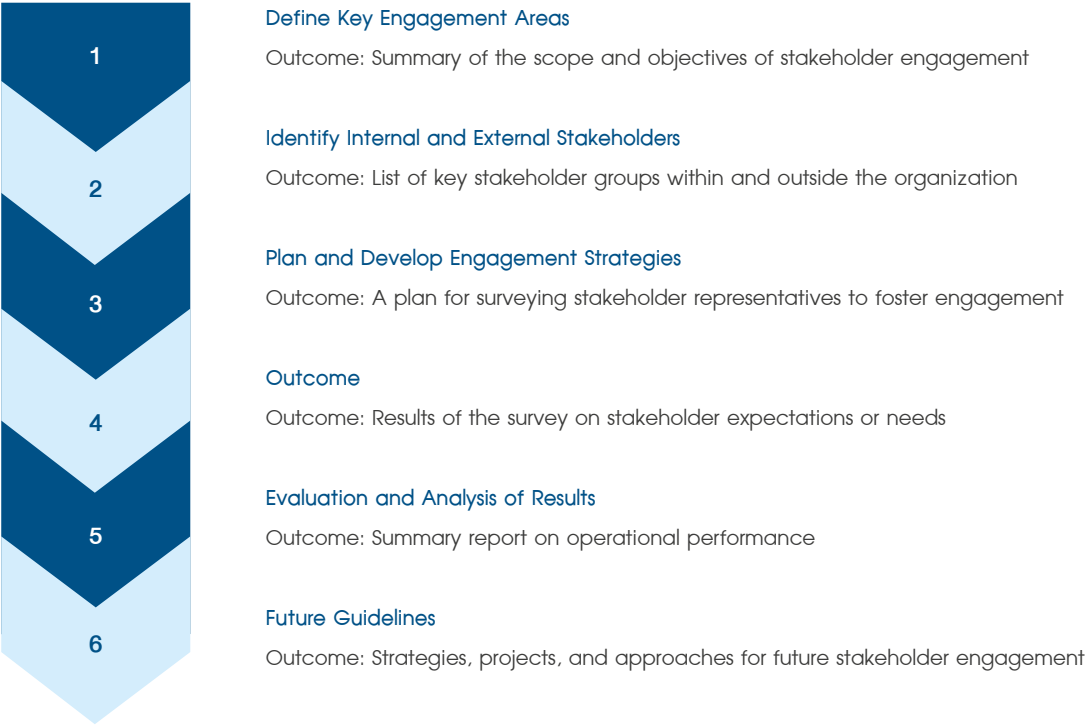 1
Define Key Engagement Areas
Outcome: Summary of the scope and objectives of stakeholder engagement
2
Identify Internal and External Stakeholders
Outcome: List of key stakeholder groups within and outside the organization
3
Plan and Develop Engagement Strategies
Outcome: A plan for surveying stakeholder representatives to foster engagement
4
Outcome
Outcome: Results of the survey on stakeholder expectations or needs
5
Evaluation and Analysis of Results
Outcome: Summary report on operational performance
6
Future Guidelines
Outcome: Strategies, projects, and approaches for future stakeholder engagement